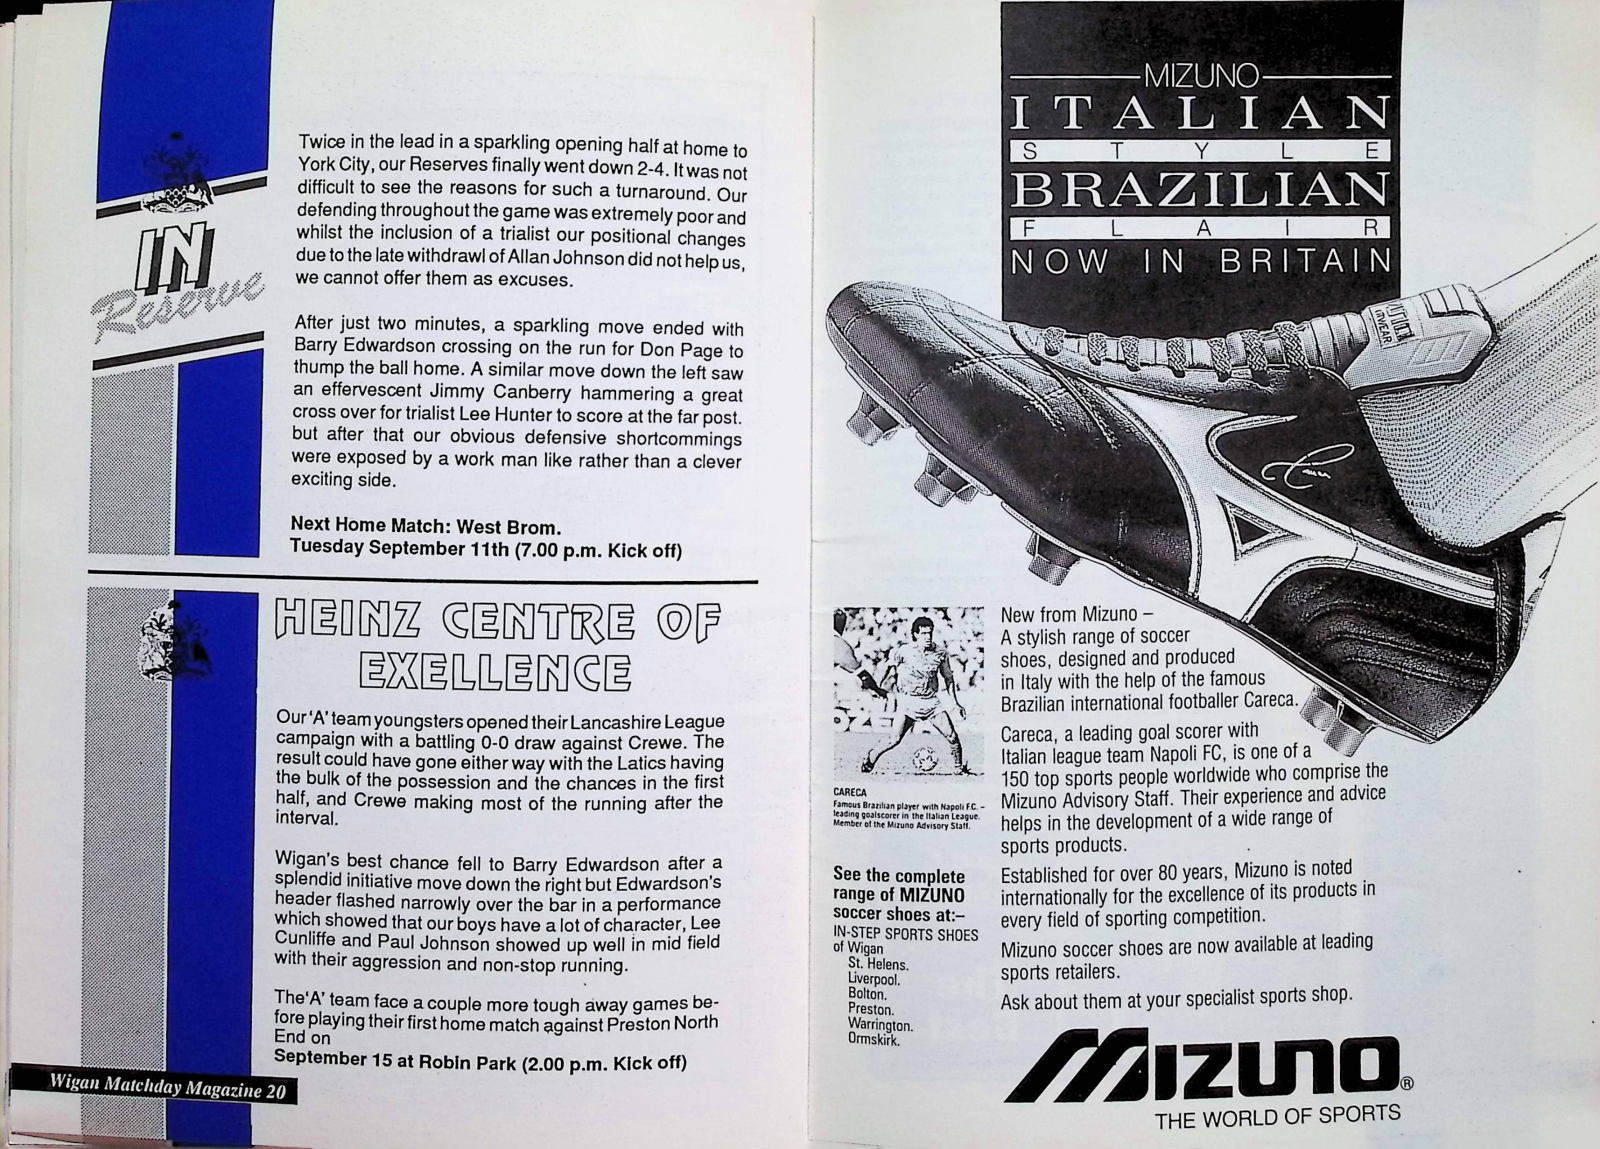 IN
Reserve
Twice in the lead in a sparkling opening half at home to
York City, our Reserves finally went down 2-4. It was not
difficult to see the reasons for such a turnaround. Our
defending throughout the game was extremely poor and
whilst the inclusion of a trialist our positional changes
due to the late withdrawl of Allan Johnson did not help us,
we cannot offer them as excuses.
After just two minutes, a sparkling move ended with
Barry Edwardson crossing on the run for Don Page to
thump the ball home. A similar move down the left saw
an effervescent Jimmy Canberry hammering a great
cross over for trialist Lee Hunter to score at the far post.
but after that our obvious defensive shortcommings
were exposed by a work man like rather than a clever
exciting side.
Next Home Match: West Brom.
Tuesday September 11th (7.00 p.m. Kick off)
HEINZ CENTRE OF
EXELLENCE
Our 'A' team youngsters opened their Lancashire League
campaign with a battling 0-0 draw against Crewe. The
result could have gone either way with the Latics having
the bulk of the possession and the chances in the first
half, and Crewe making most of the running after the
interval.
Wigan's best chance fell to Barry Edwardson after a
splendid initiative move down the right but Edwardson's
header flashed narrowly over the bar in a performance
which showed that our boys have a lot of character, Lee
Cunliffe and Paul Johnson showed up well in mid field
with their aggression and non-stop running.
The 'A' team face a couple more tough away games be-
fore playing their first home match against Preston North
End on
September 15 at Robin Park (2.00 p.m. Kick off)
Wigan Matchday Magazine 20
MIZUNO
ITALIAN
STYLE
BRAZILIAN
FLAIR
NOW IN BRITAIN
New from Mizuno –
A stylish range of soccer
shoes, designed and produced
in Italy with the help of the famous
Brazilian international footballer Careca.
Careca, a leading goal scorer with
Italian league team Napoli FC, is one of a
150 top sports people worldwide who comprise the
Mizuno Advisory Staff. Their experience and advice
helps in the development of a wide range of
sports products.
Established for over 80 years, Mizuno is noted
internationally for the excellence of its products in
every field of sporting competition.
Mizuno soccer shoes are now available at leading
sports retailers.
Ask about them at your specialist sports shop.
CARECA
Famous Brazilian player with Napoli F.C. –
leading goalscorer in the Italian League.
Member of the Mizuno Advisory Staff.
See the complete
range of MIZUNO
soccer shoes at:–
IN-STEP SPORTS SHOES
of Wigan
St. Helens.
Liverpool.
Bolton.
Preston.
Warrington.
Ormskirk.
MIZUNO®
THE WORLD OF SPORTS